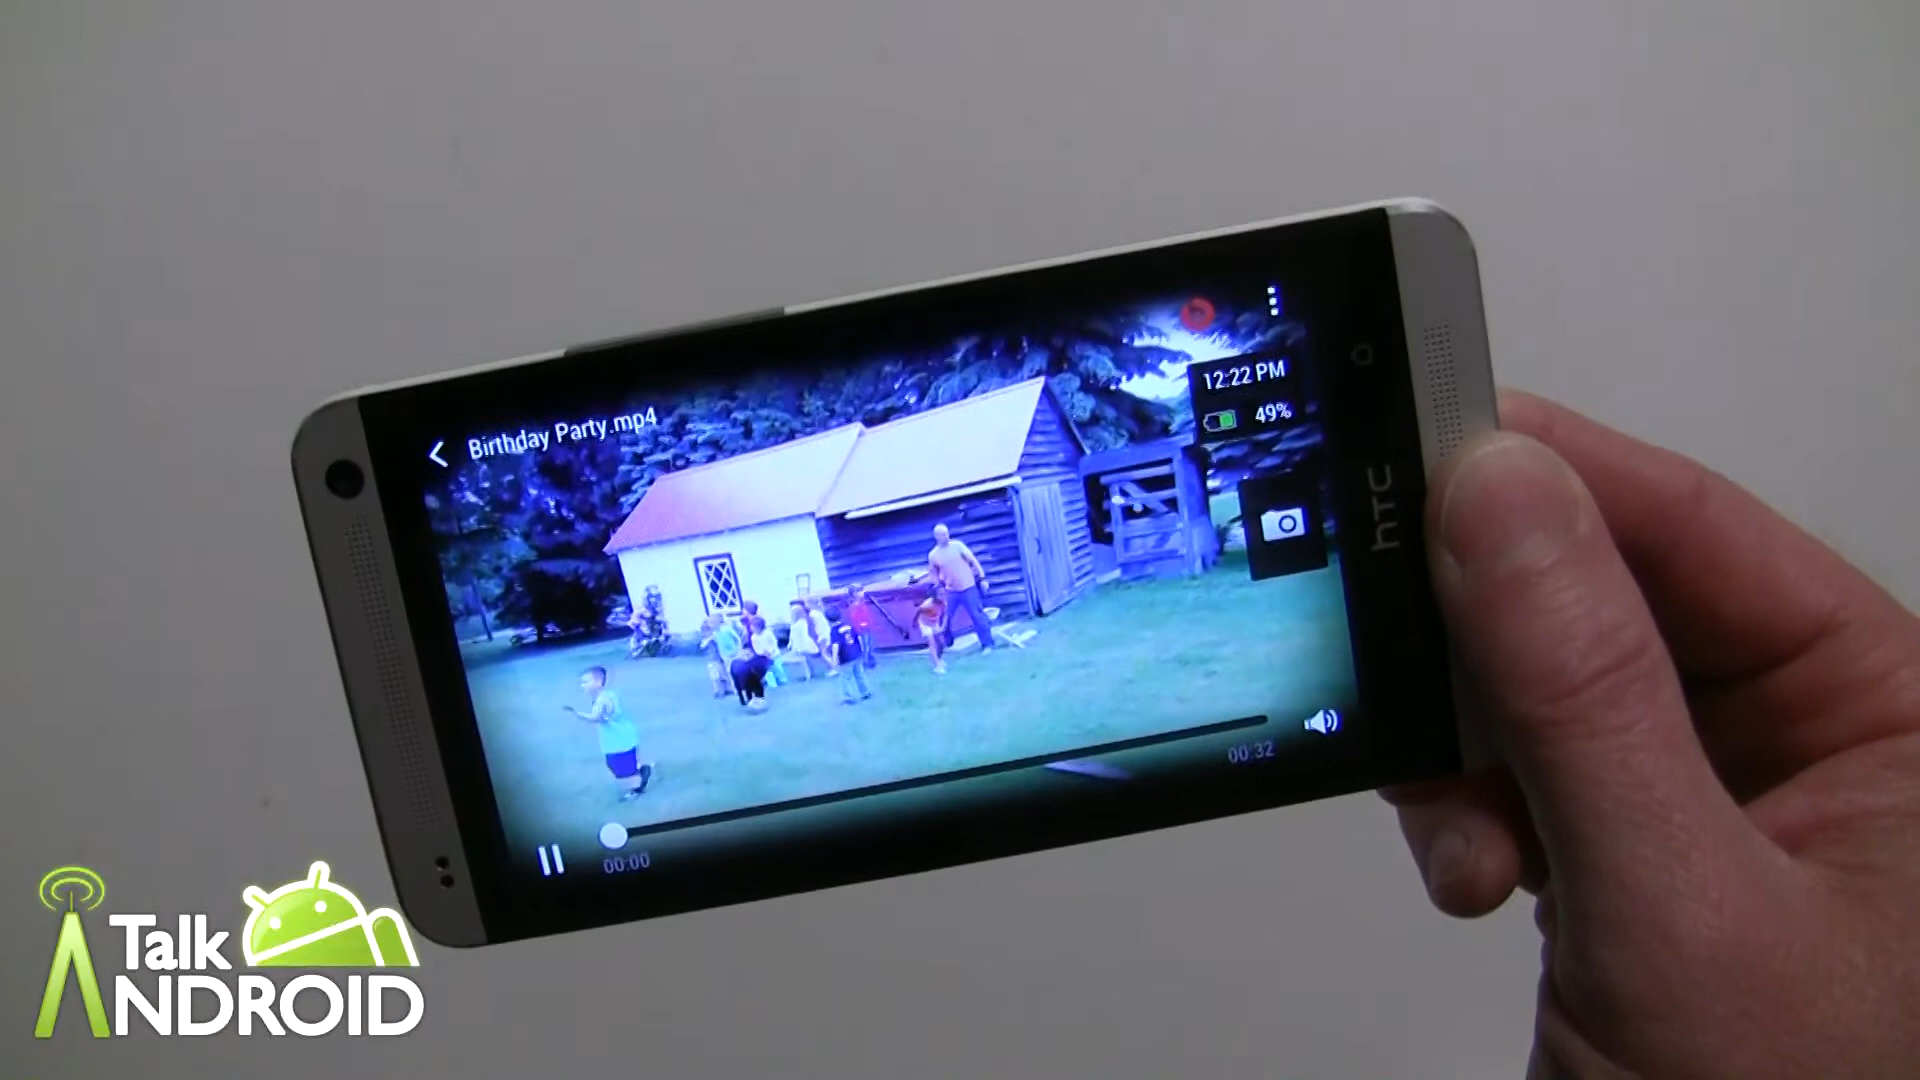 Birthday Party.mp4
12:22 PM
49%
hTC
00:32
00:00
Talk
ANDROID